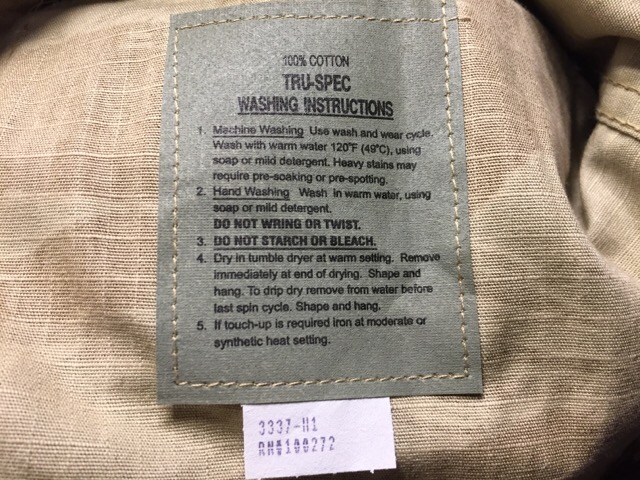 100% COTTON
TRU-SPEC
WASHING INSTRUCTIONS
1. Machine Washing Use wash and wear cycle.
Wash with warm water 120°F (49°C), using
soap or mild detergent. Heavy stains may
require pre-soaking or pre-spotting.
2. Hand Washing Wash in warm water, using
soap or mild detergent.
DO NOT WRING OR TWIST.
3. DO NOT STARCH OR BLEACH.
4. Dry in tumble dryer at warm setting. Remove
immediately at end of drying. Shape and
hang. To drip dry remove from water before
last spin cycle. Shape and hang.
5. If touch-up is required iron at moderate or
synthetic heat setting.
3337-H1
RN#100272